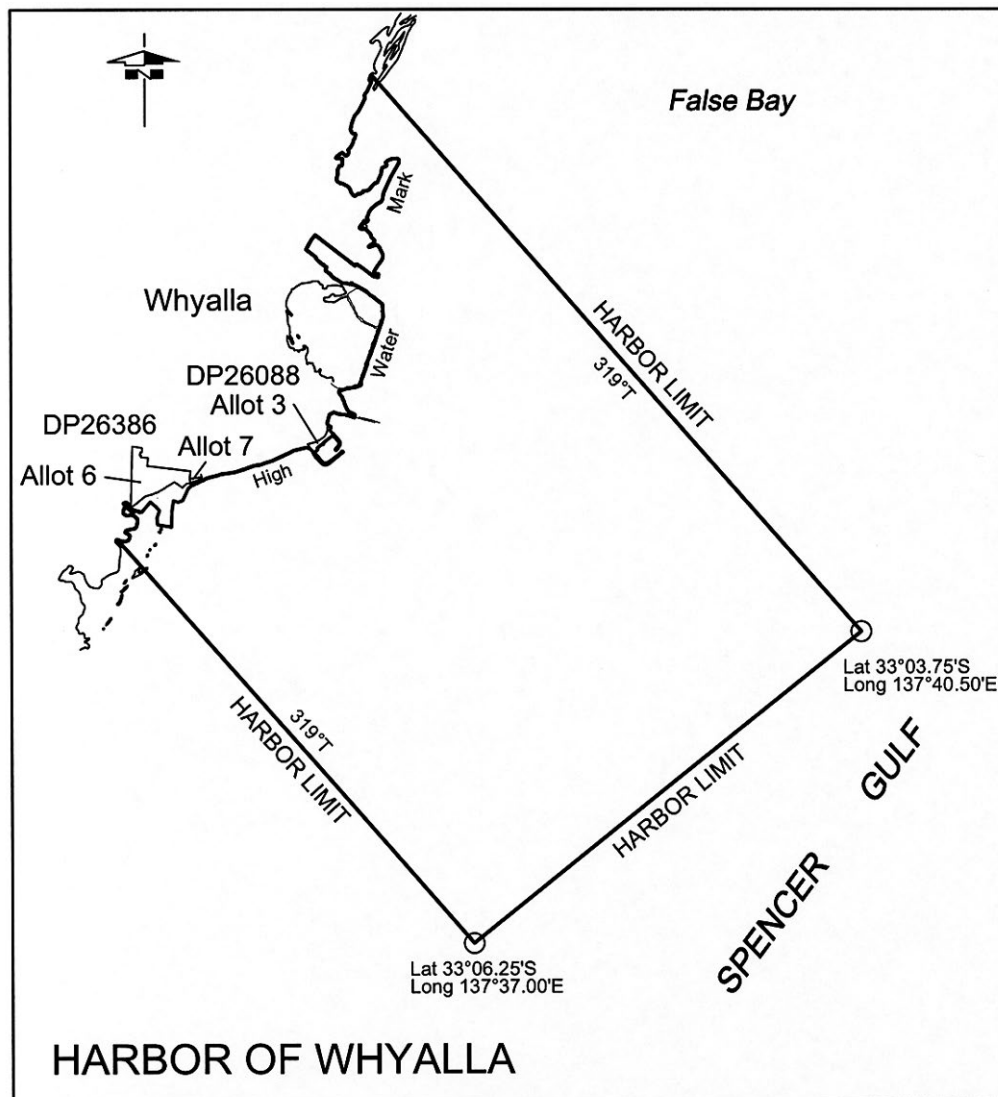 N
False Bay
Mark
Whyalla
Water
HARBOR LIMIT
319°T
DP26088
Allot 3
DP26386
Allot 7
Allot 6
High
Lat 33°03.75'S
Long 137°40.50'E
319°T
HARBOR LIMIT
HARBOR LIMIT
GULF
SPENCER
Lat 33°06.25'S
Long 137°37.00'E
HARBOR OF WHYALLA